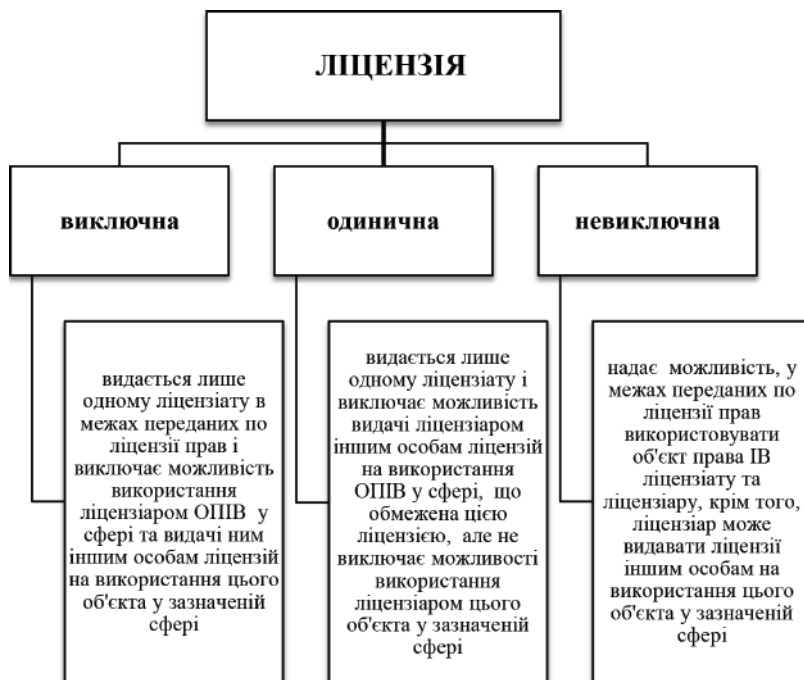 ЛІЦЕНЗІЯ
виключна
одинична
невиключна
видається лише
одному ліцензіату в
межах переданих по
ліцензії прав і
виключає можливість
використання
ліцензіаром ОПІВ у
сфері та видачі ним
іншим особам ліцензій
на використання цього
об'єкта у зазначеній
сфері
видається лише
одному ліцензіату і
виключає можливість
видачі ліцензіаром
іншим особам ліцензій
на використання
ОПІВ у сфері, що
обмежена цією
ліцензією, але не
виключає можливості
використання
ліцензіаром цього
об'єкта у зазначеній
сфері
надає можливість, у
межах переданих по
ліцензії прав
використовувати
об'єкт права ІВ
ліцензіату та
ліцензіару, крім того,
ліцензіар може
видавати ліцензії
іншим особам на
використання цього
об'єкта у зазначеній
сфері